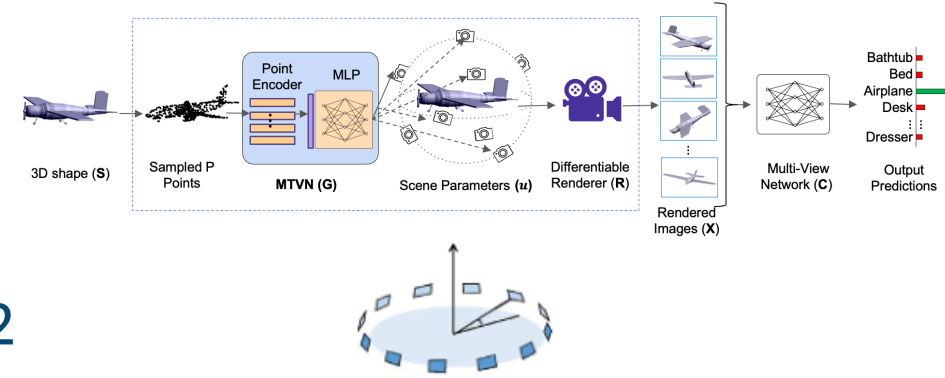 3D shape (S)
Sampled P
Points
Point
Encoder
MLP
MTVN (G)
Scene Parameters (u)
Differentiable
Renderer (R)
Rendered
Images (X)
Multi-View
Network (C)
Bathtub
Bed
Airplane
Desk
Dresser
Output
Predictions
2